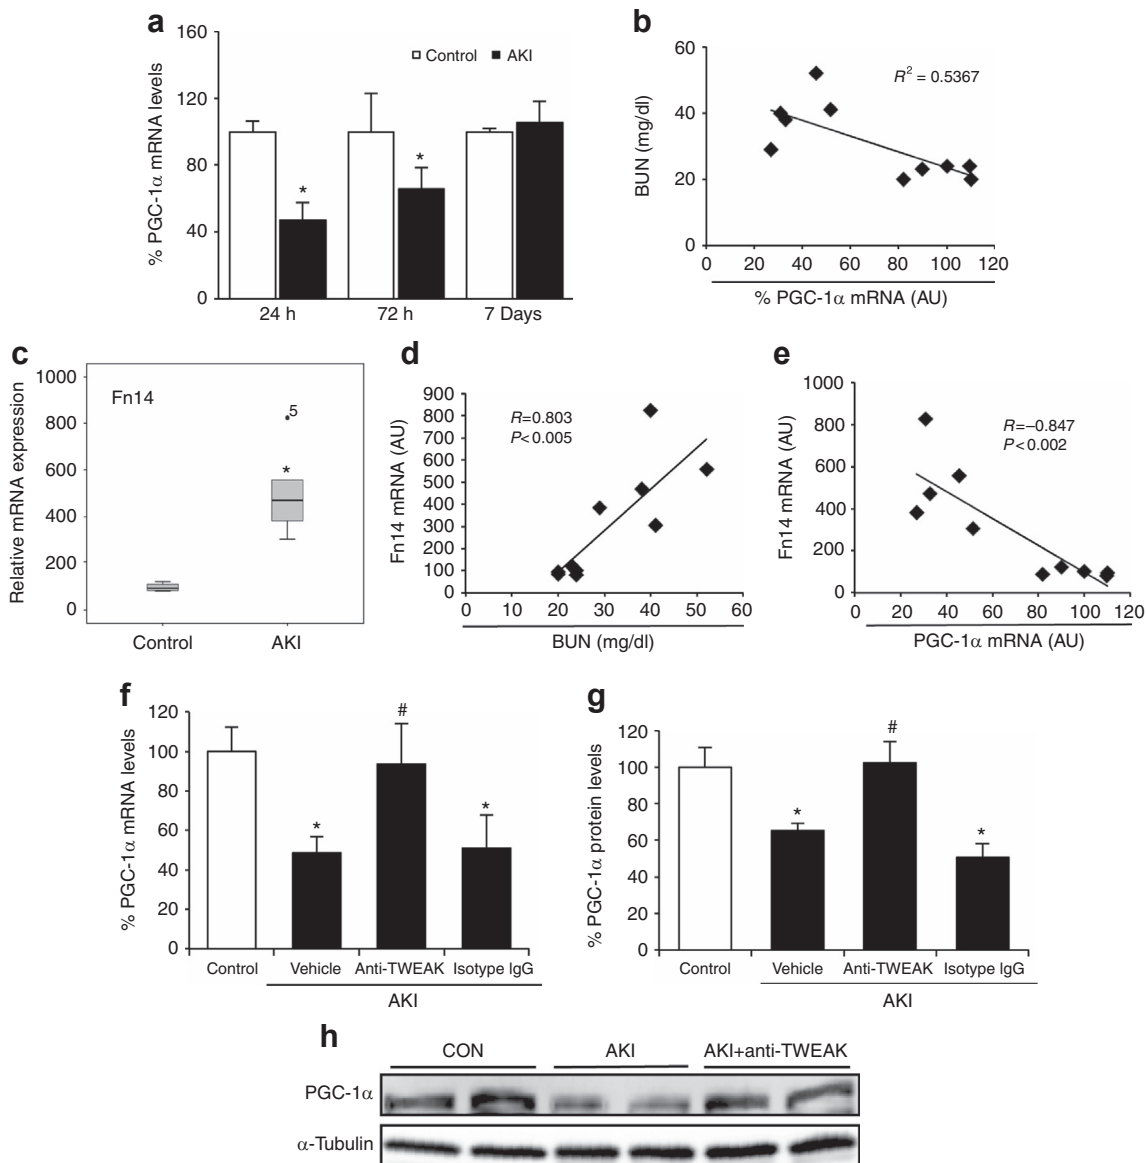 a
% PGC-1α mRNA levels
160
120
80
40
0
Control
AKI
*
*
24 h
72 h
7 Days
b
BUN (mg/dl)
60
40
20
0
R² = 0.5367
0 20 40 60 80 100 120
% PGC-1α mRNA (AU)
c
Relative mRNA expression
1000
800
600
400
200
0
Fn14
5
*
Control
AKI
d
Fn14 mRNA (AU)
900
800
700
600
500
400
300
200
100
0
R=0.803
P<0.005
0 10 20 30 40 50 60
BUN (mg/dl)
e
Fn14 mRNA (AU)
1000
800
600
400
200
0
R=−0.847
P<0.002
0 20 40 60 80 100 120
PGC-1α mRNA (AU)
f
% PGC-1α mRNA levels
120
100
80
60
40
20
0
*
#
*
Control
Vehicle
Anti-TWEAK
Isotype IgG
AKI
g
% PGC-1α protein levels
120
100
80
60
40
20
0
*
#
*
Control
Vehicle
Anti-TWEAK
Isotype IgG
AKI
h
CON
AKI
AKI+anti-TWEAK
PGC-1α
α-Tubulin